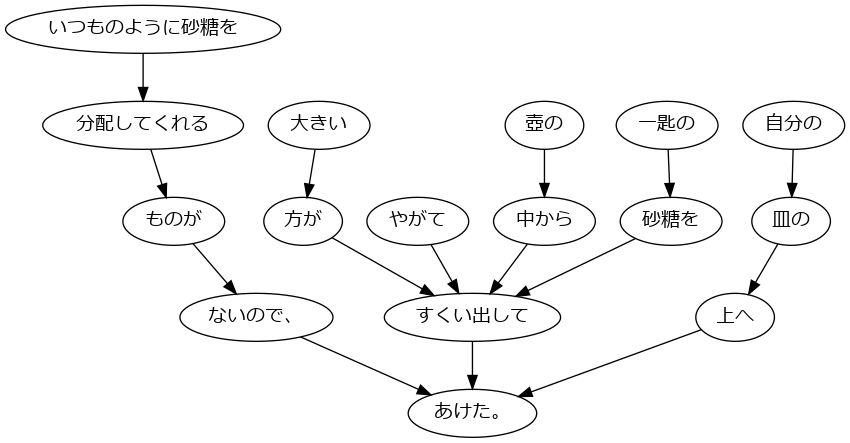 いつものように砂糖を
分配してくれる
大きい
壺の
一匙の
自分の
ものが
方が
やがて
中から
砂糖を
皿の
ないので、
すくい出して
上へ
あけた。